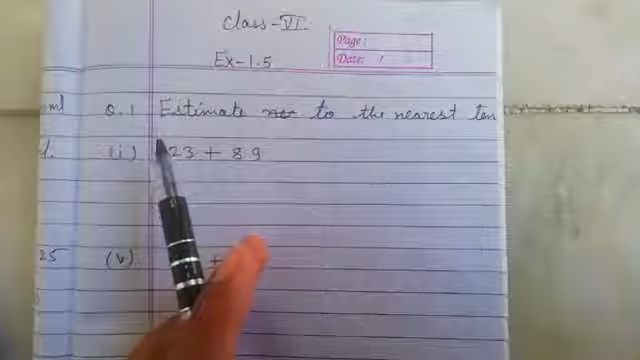 Class-VI
Page:
Date: /
Ex-1.5
Q.1 Estimate to the nearest ten
(i) 23 + 89
25 (v) +